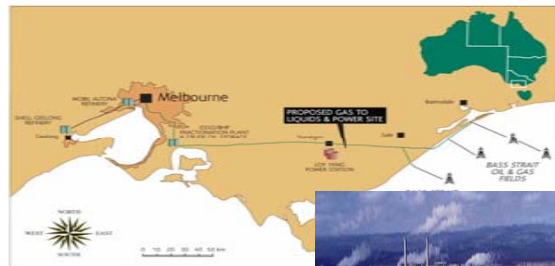 MOBIL ALTONA
REFINERY
Melbourne
SHELL GEELONG
REFINERY
Geelong
ESSO/BHP
FRACTIONATION PLANT
& CRUDE OIL STORAGE
PROPOSED GAS TO
LIQUIDS & POWER SITE
Bairnsdale
Sale
LOY YANG
POWER STATION
BASS STRAIT
OIL & GAS
FIELDS
NORTH
WEST
EAST
SOUTH
0 10 20 30 40 50 km